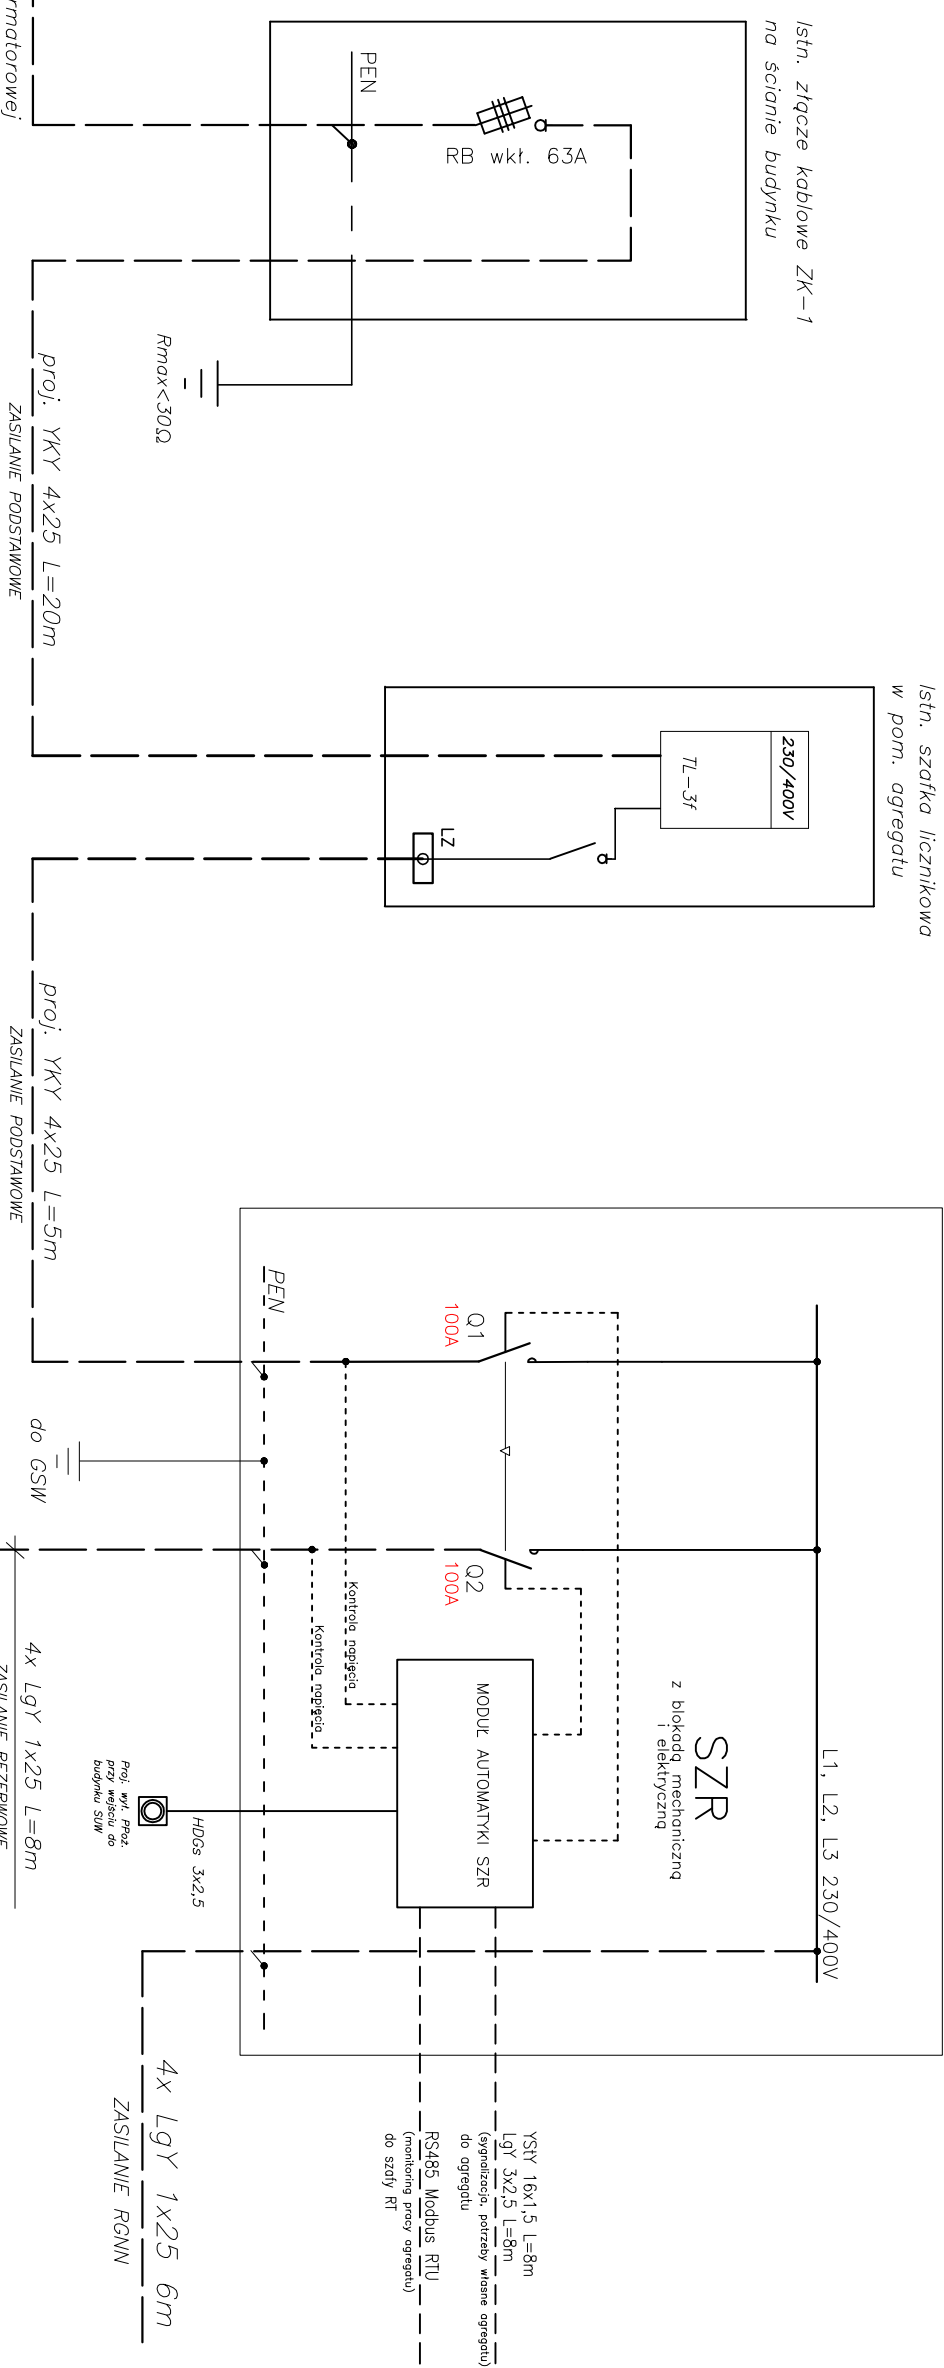 Istn. złącze kablowe ZK-1
na ścianie budynku
PEN
RB wkł. 63A
Rmax<30Ω
rmatorowej
proj. YKY 4x25 L=20m
ZASILANIE PODSTAWOWE
Istn. szafka licznikowa
w pom. agregatu
230/400V
TL-3f
LZ
proj. YKY 4x25 L=5m
ZASILANIE PODSTAWOWE
PEN
Q1
100A
do GSW
Q2
100A
Kontrola napięcia
Kontrola napięcia
4x LgY 1x25 L=8m
ZASILANIE REZERWOWE
L1, L2, L3 230/400V
SZR
z blokadą mechaniczną
i elektryczną
MODUŁ AUTOMATYKI SZR
HDGs 3x2,5
Proj. wył. PPoż.
przy wejściu do
budynku SUW
4x LgY 1x25 6m
ZASILANIE RGNN
YStY 16x1,5 L=8m
LgY 3x2,5 L=8m
(sygnalizacja, potrzeby własne agregatu)
do agregatu
RS485 Modbus RTU
(monitoring pracy agregatu)
do szafy RT